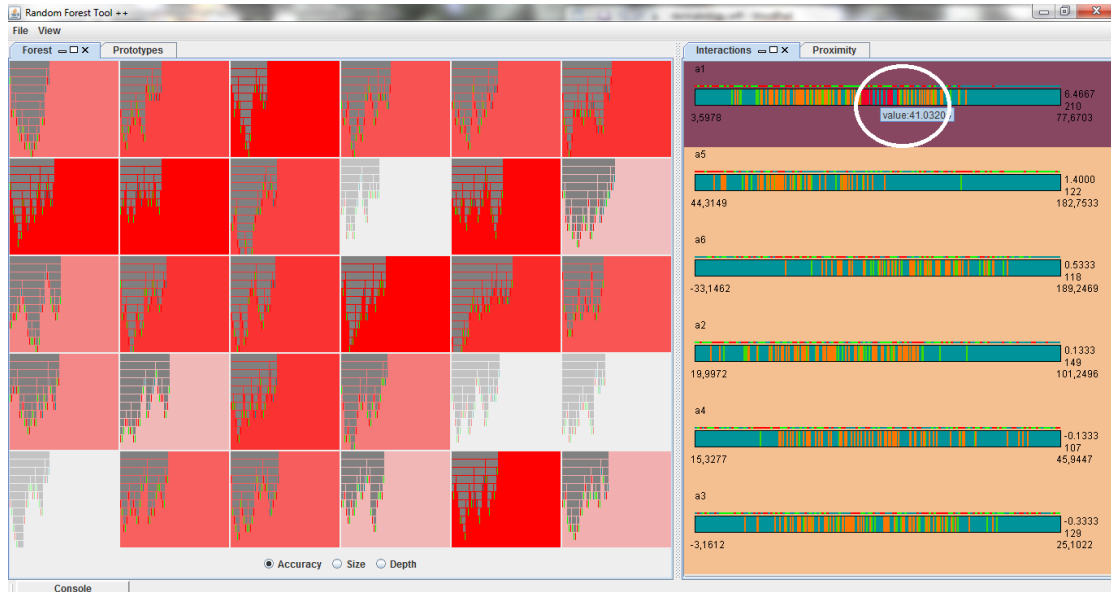 Random Forest Tool ++
File View
Forest
Prototypes
Interactions
Proximity
a1
6.4667
210
value:41.0320
3,5978
77,6703
a5
1.4000
122
44,3149
182,7533
a6
0.5333
118
-33,1462
189,2469
a2
0.1333
149
19,9972
101,2496
a4
-0.1333
107
15,3277
45,9447
a3
-0.3333
129
-3,1612
25,1022
Accuracy Size Depth
Console